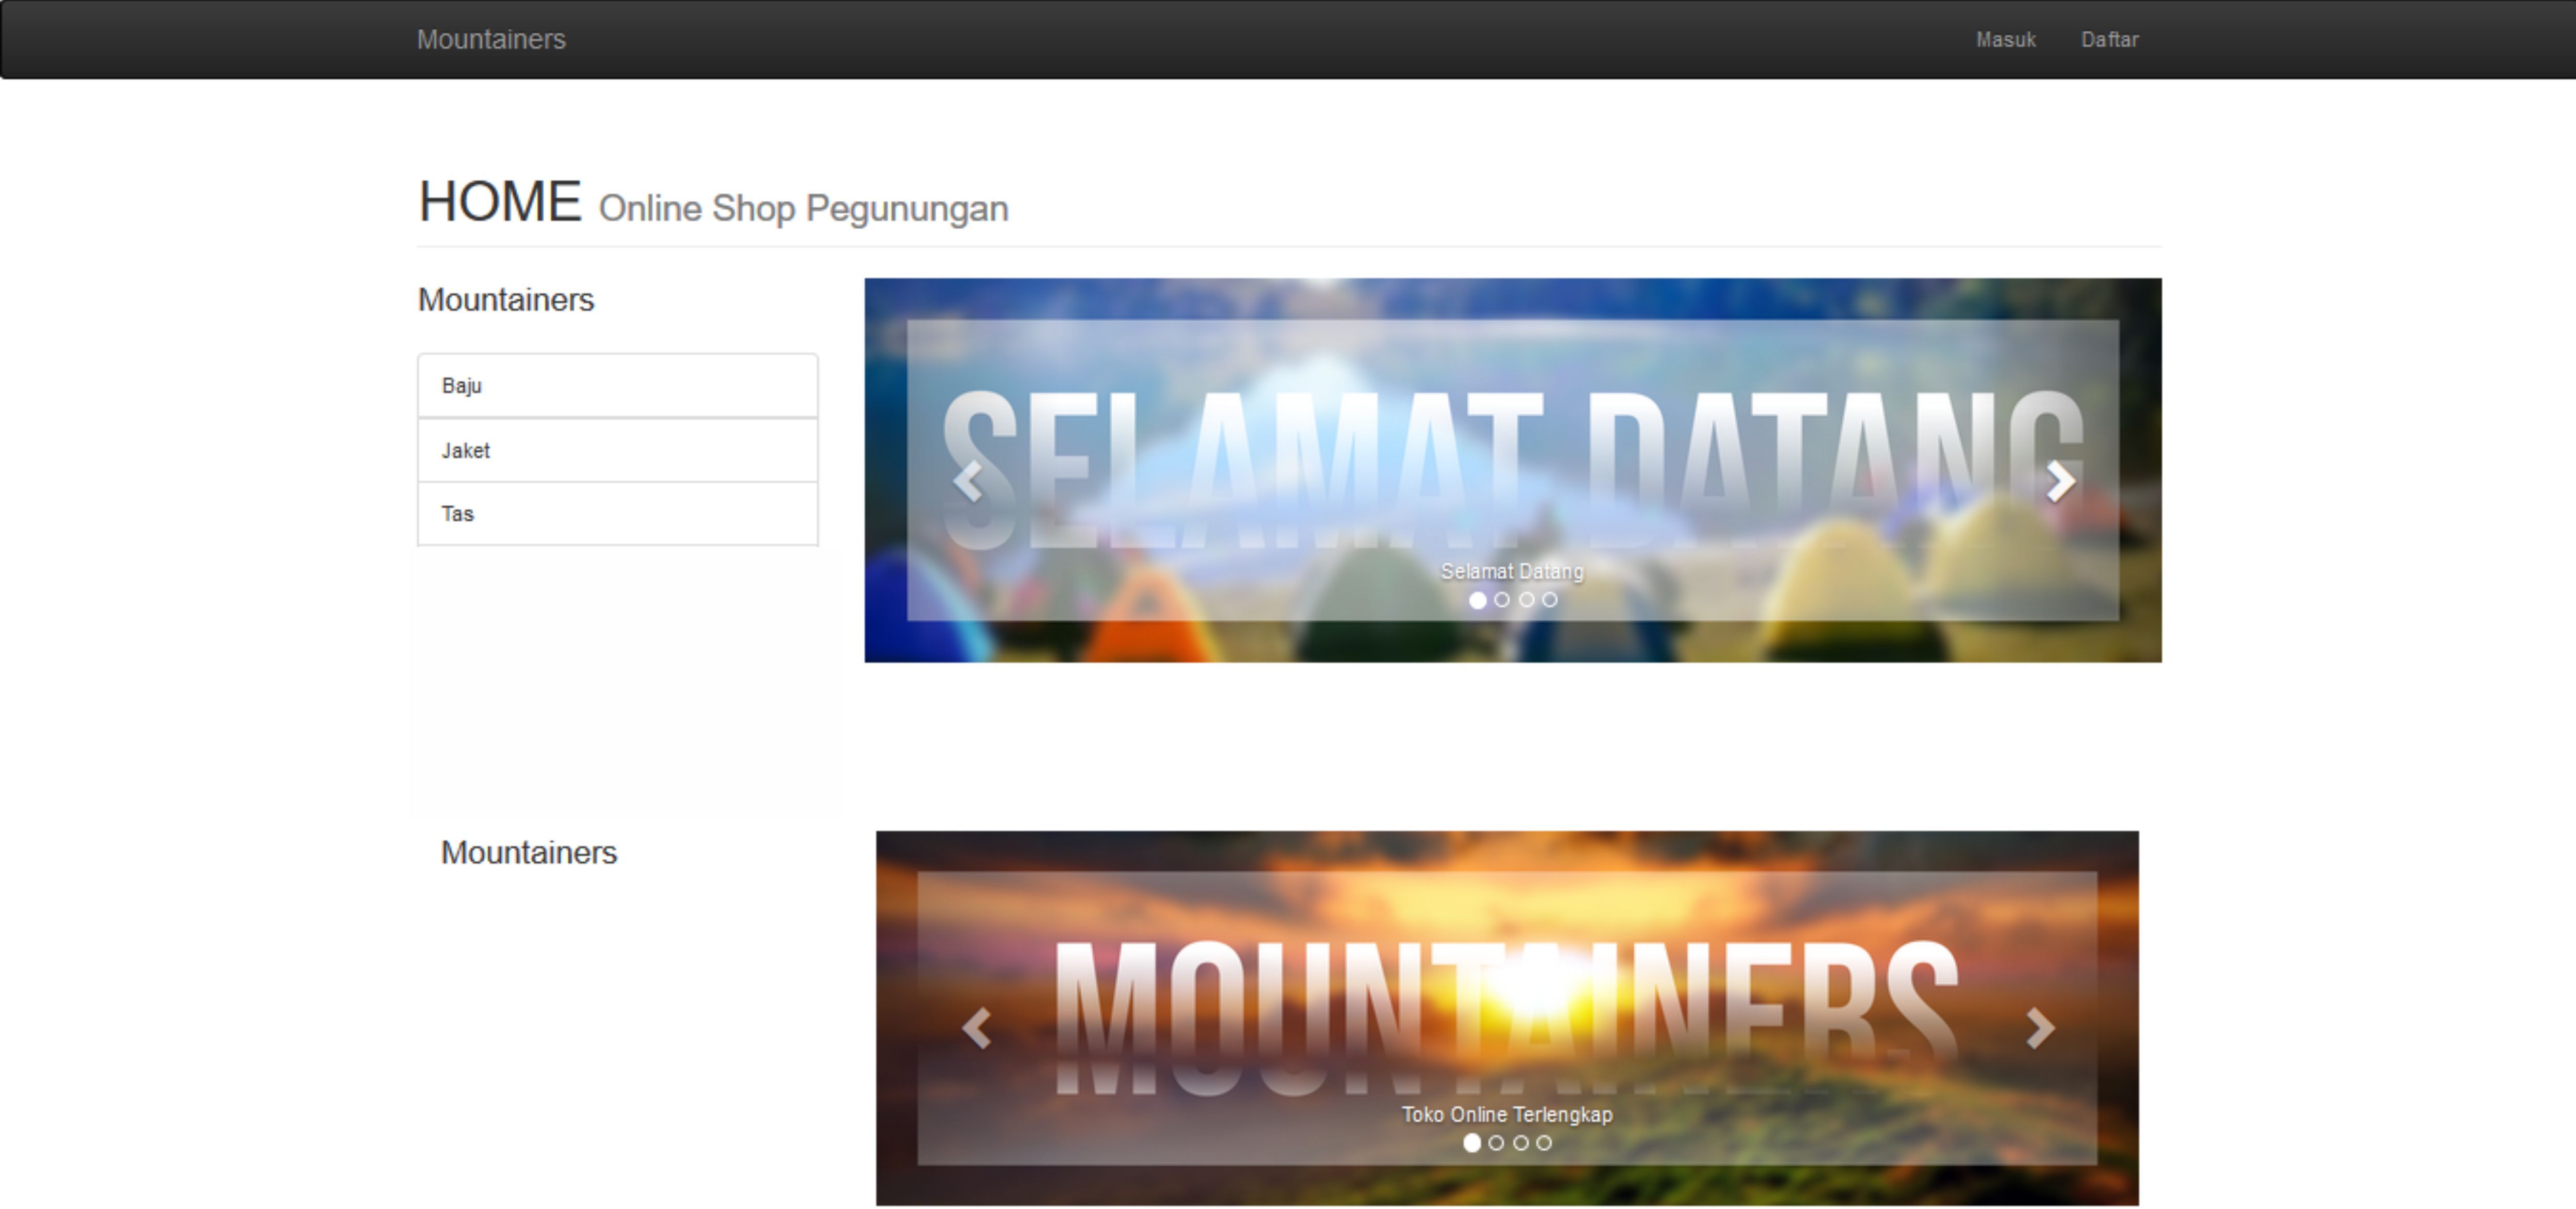 Mountainers
Masuk
Daftar
HOME Online Shop Pegunungan
Mountainers
Baju
Jaket
Tas
SELAMAT DATANG
Selamat Datang
Mountainers
MOUNTAINERS
Toko Online Terlengkap